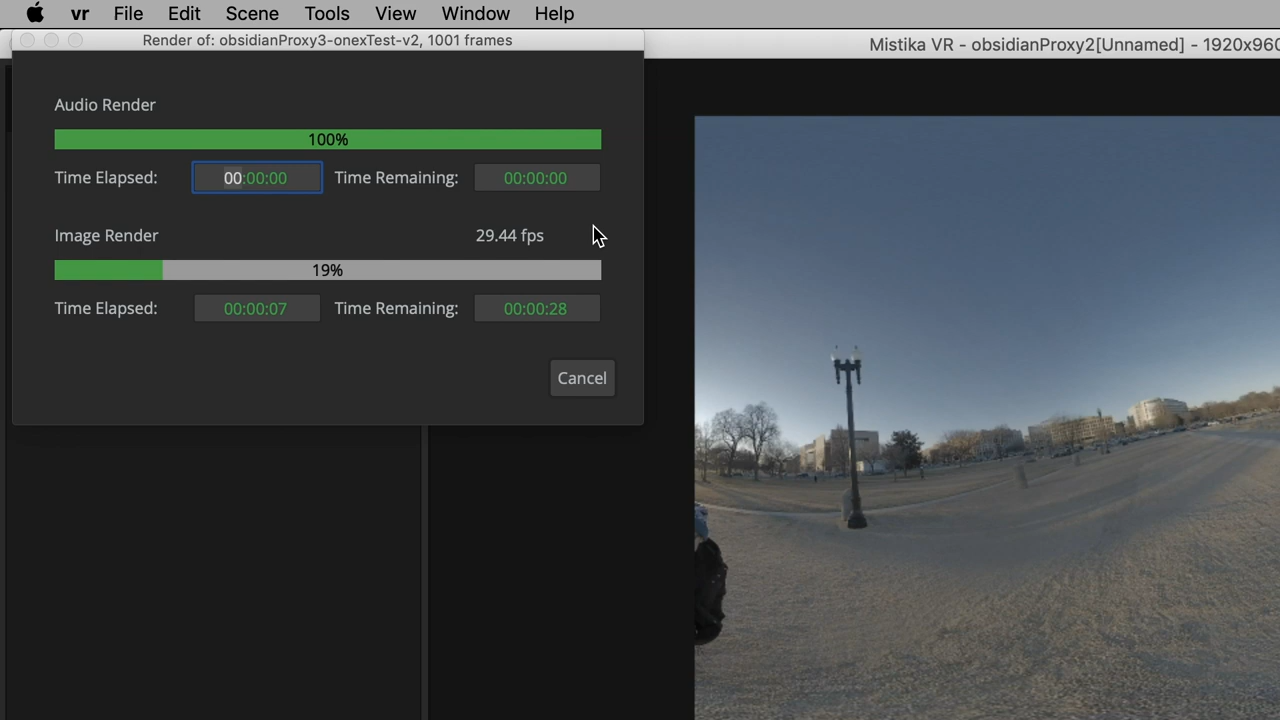 vr File Edit Scene Tools View Window Help
Render of: obsidianProxy3-onexTest-v2, 1001 frames
Mistika VR - obsidianProxy2[Unnamed] - 1920x960
Audio Render
100%
Time Elapsed: 00:00:00 Time Remaining: 00:00:00
Image Render 29.44 fps
19%
Time Elapsed: 00:00:07 Time Remaining: 00:00:28
Cancel